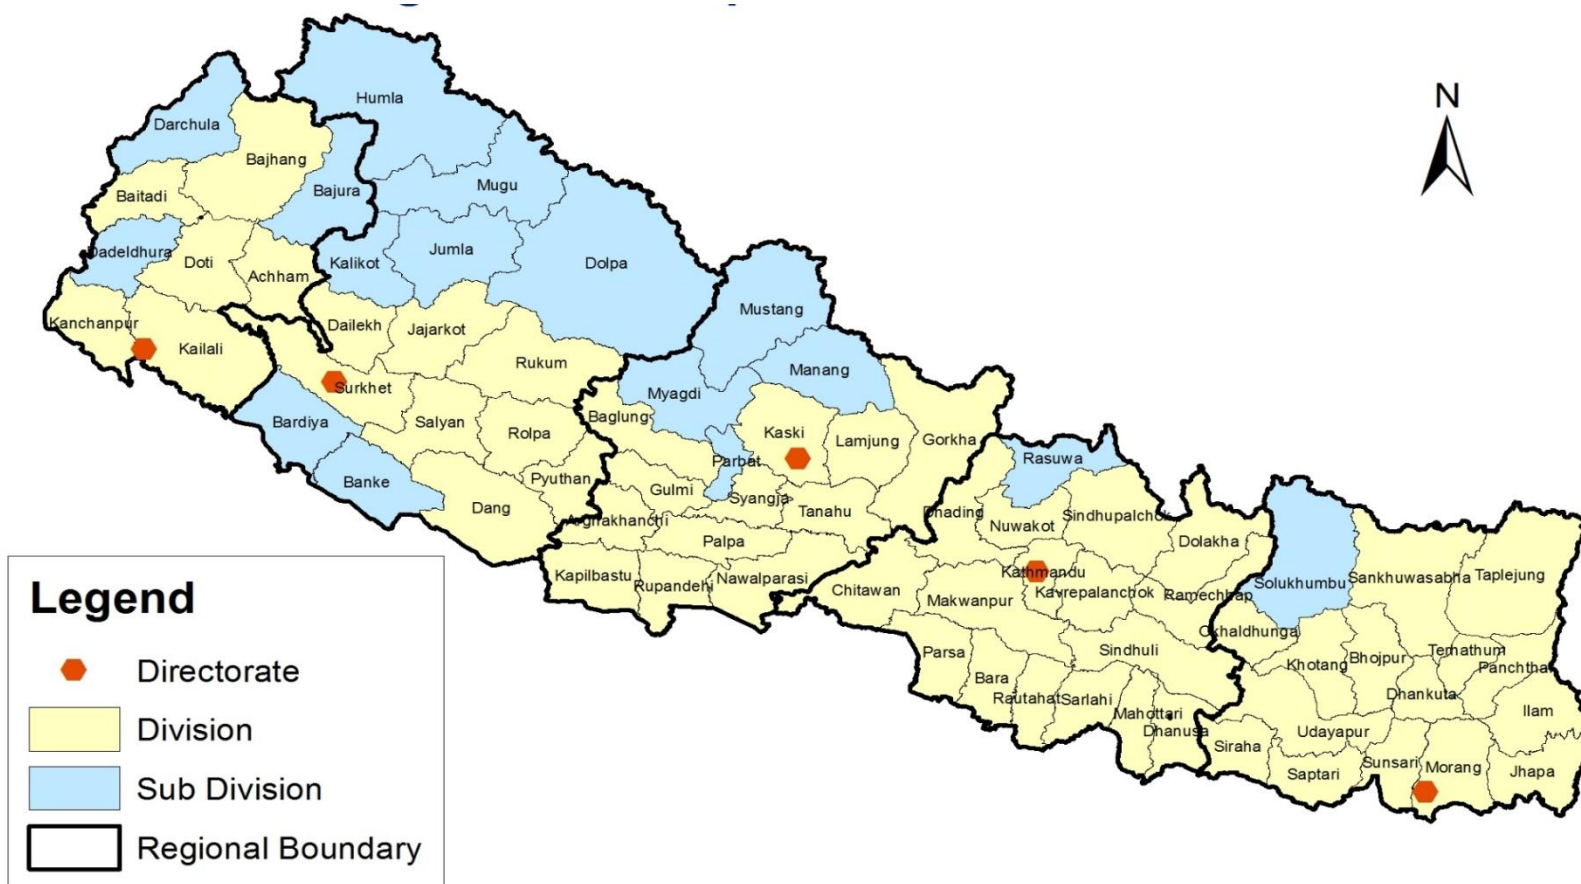 N
Humla
Darchula
Bajhang
Mugu
Bajura
Baitadi
Jumla
Dadeldhura
Doti
Kalikot
Dolpa
Achham
Mustang
Kanchanpur
Dailekh
Jajarkot
Kailali
Rukum
Manang
Surkhet
Myagdi
Bardiya
Salyan
Baglung
Rolpa
Kaski
Lamjung
Gorkha
Rasuwa
Parbat
Banke
Pyuthan
Gulmi
Syangja
Dang
Tanahu
Dhading
Nuwakot
Sindhupalchok
Arghakhanchi
Palpa
Dolakha
Kapilbastu
Rupandehi
Nawalparasi
Kathmandu
Chitawan
Kavrepalanchok
Makwanpur
Ramechhap
Solukhumbu
Sankhuwasabha
Taplejung
Okhaldhunga
Sindhuli
Parsa
Khotang
Bhojpur
Terhathum
Panchthar
Bara
Rautahat
Sarlahi
Dhankuta
Mahottari
Ilam
Dhanusa
Siraha
Udayapur
Saptari
Sunsari
Morang
Jhapa
Legend
Directorate
Division
Sub Division
Regional Boundary